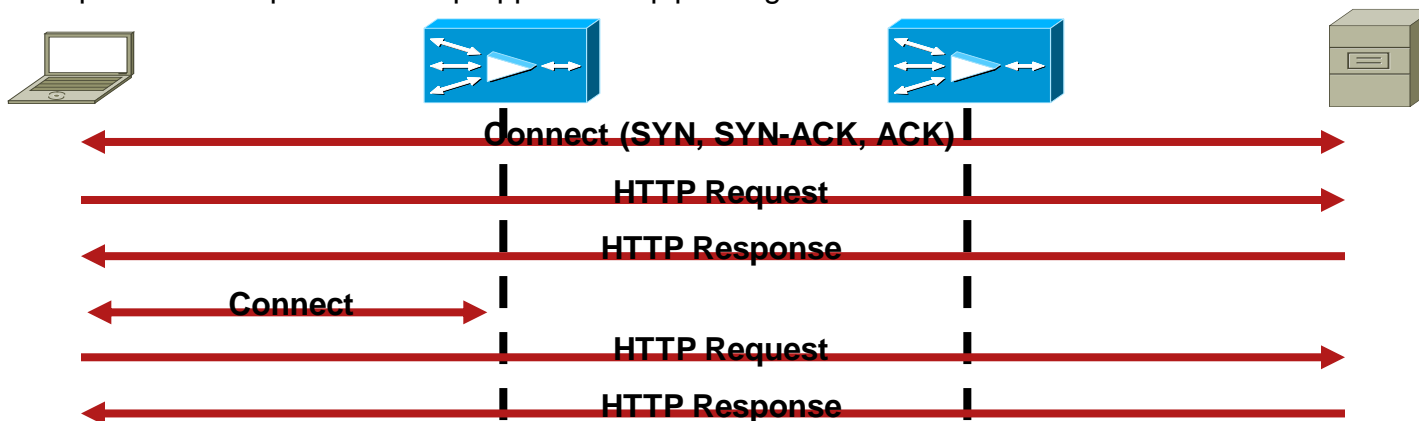 Connect (SYN, SYN-ACK, ACK)
HTTP Request
HTTP Response
Connect
HTTP Request
HTTP Response